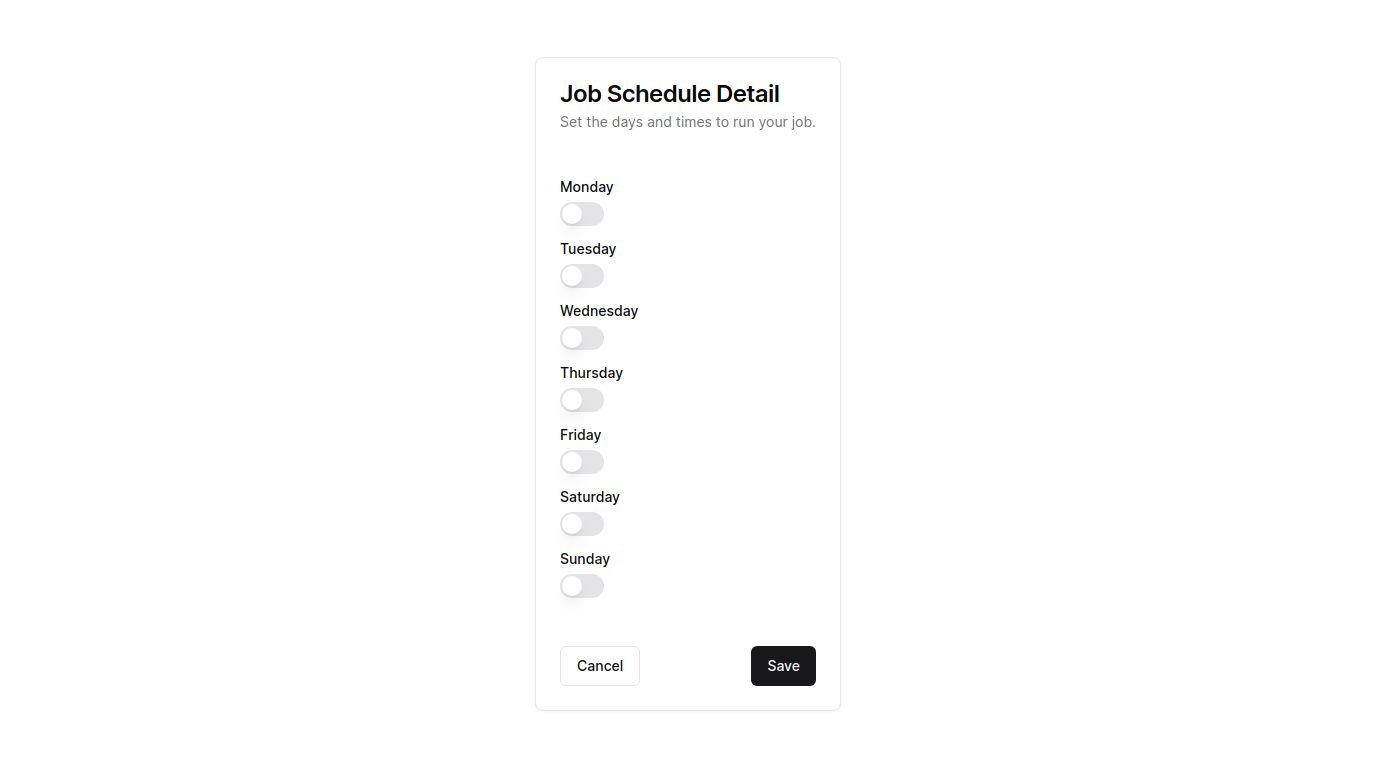 Job Schedule Detail
Set the days and times to run your job.
Monday
Tuesday
Wednesday
Thursday
Friday
Saturday
Sunday
Cancel Save